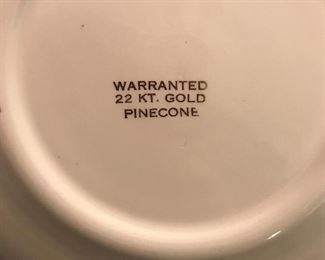 WARRANTED
22 KT. GOLD
PINECONE